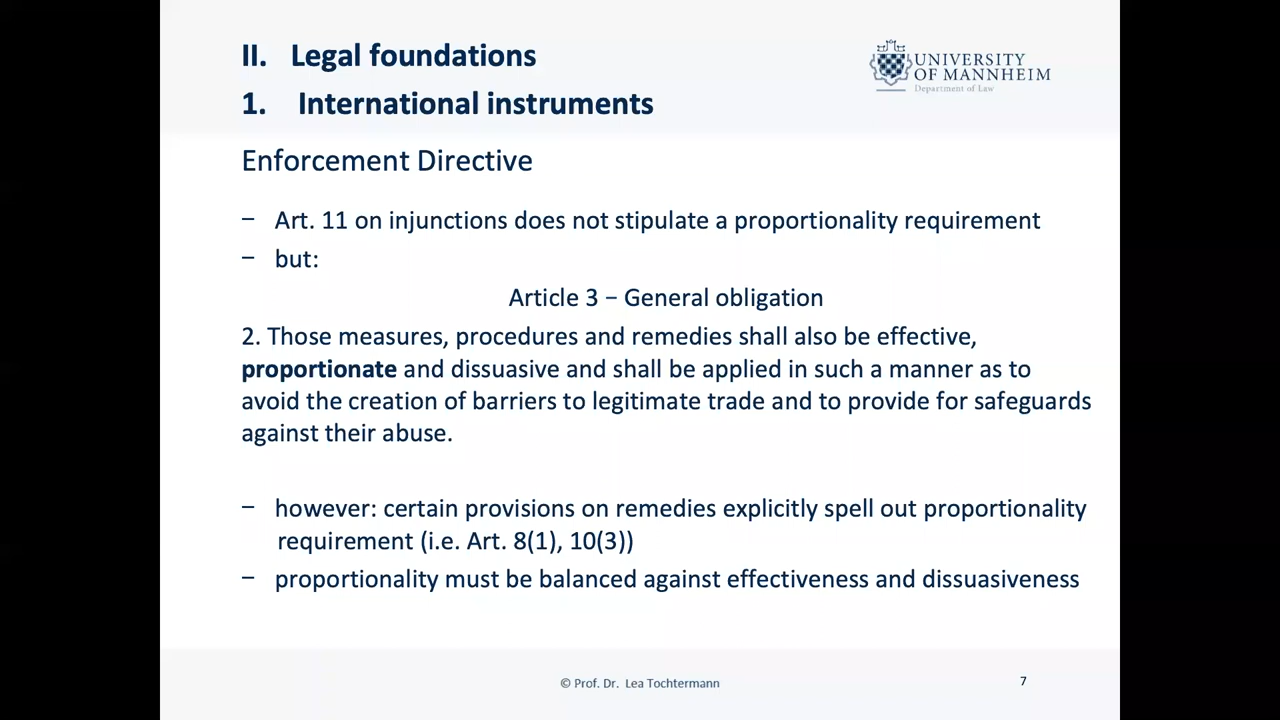 II. Legal foundations
1. International instruments
UNIVERSITY
OF MANNHEIM
Department of Law
Enforcement Directive
– Art. 11 on injunctions does not stipulate a proportionality requirement
– but:
Article 3 – General obligation
2. Those measures, procedures and remedies shall also be effective,
proportionate and dissuasive and shall be applied in such a manner as to
avoid the creation of barriers to legitimate trade and to provide for safeguards
against their abuse.
– however: certain provisions on remedies explicitly spell out proportionality
requirement (i.e. Art. 8(1), 10(3))
– proportionality must be balanced against effectiveness and dissuasiveness
© Prof. Dr. Lea Tochtermann
7